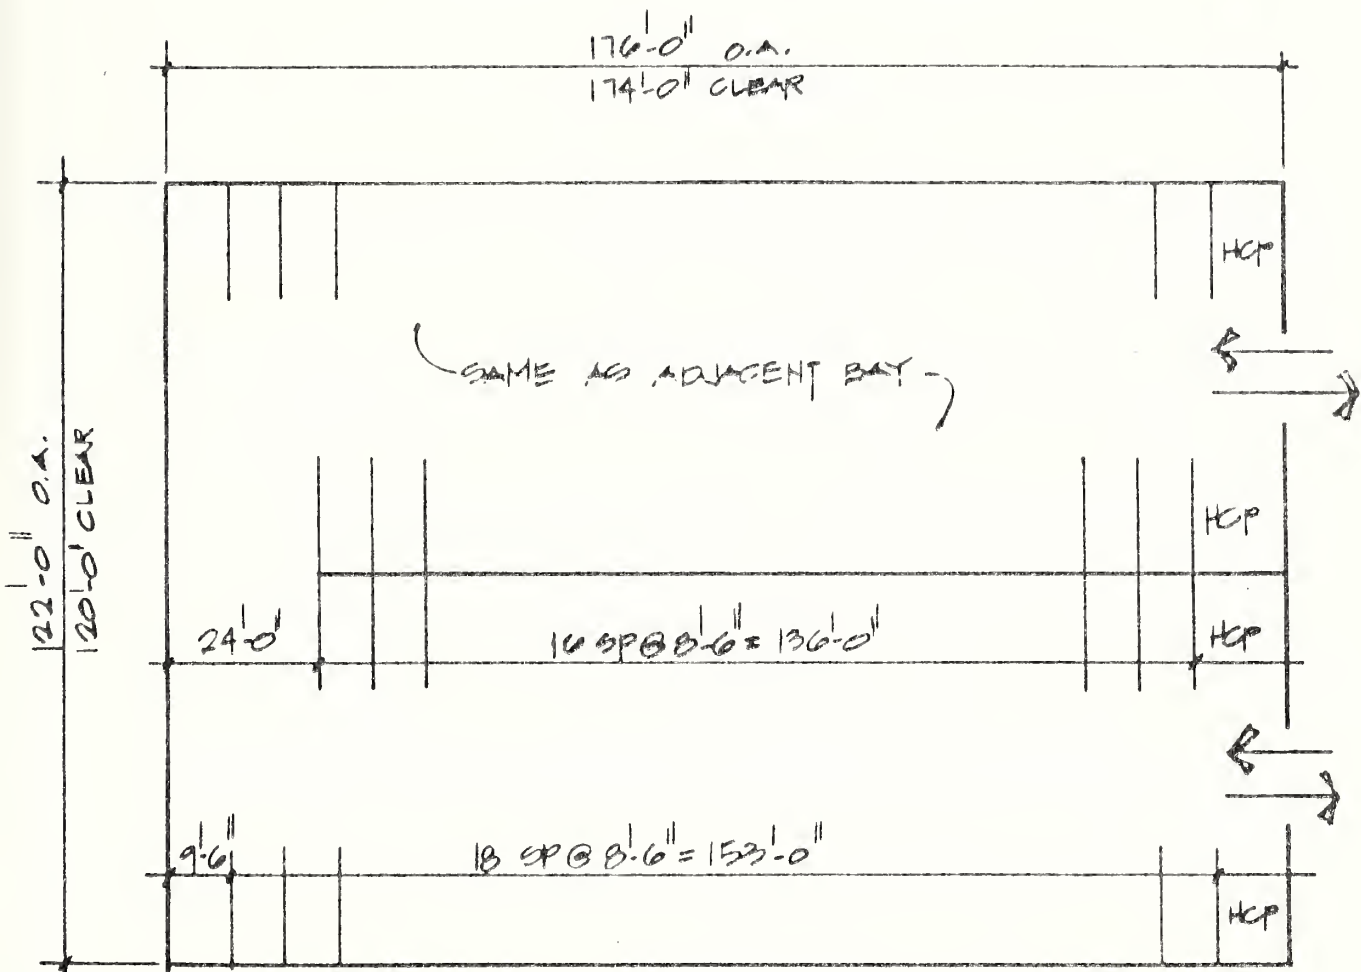 176'-0" O.A.
174'-0" CLEAR
HCP
SAME AS ADJACENT BAY
122'-0" O.A.
120'-0" CLEAR
HCP
24'-0"
16 SP @ 8'-6" = 136'-0"
HCP
9'-6"
18 SP @ 8'-6" = 153'-0"
HCP